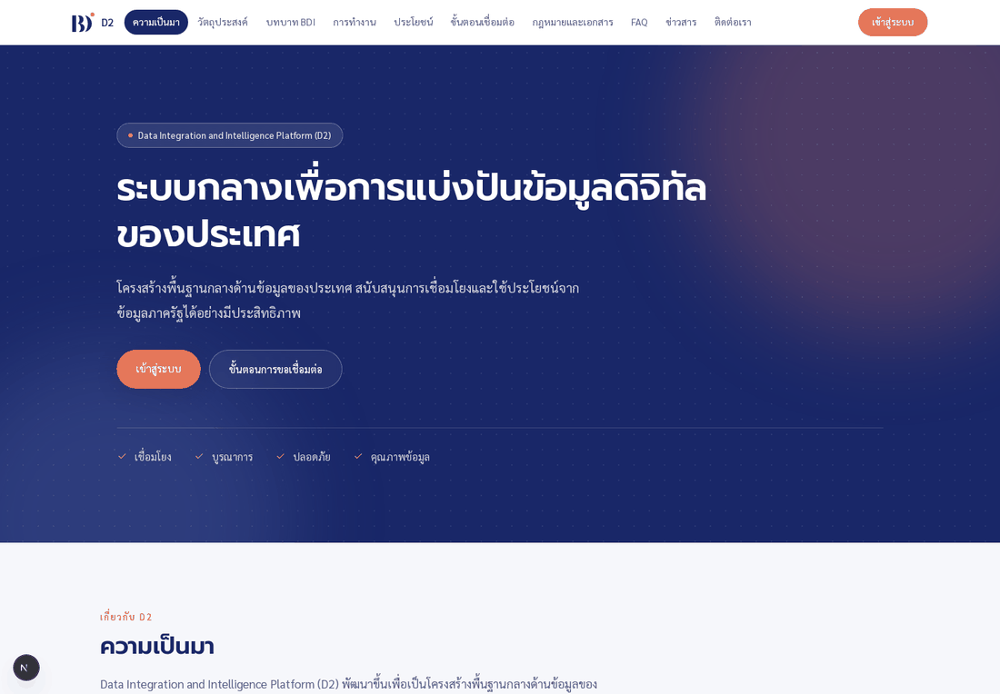 BD D2 ความเป็นมา วัตถุประสงค์ บทบาท BDI การทำงาน ประโยชน์ ขั้นตอนเชื่อมต่อ กฎหมายและเอกสาร FAQ ข่าวสาร ติดต่อเรา เข้าสู่ระบบ
Data Integration and Intelligence Platform (D2)
ระบบกลางเพื่อการแบ่งปันข้อมูลดิจิทัล
ของประเทศ
โครงสร้างพื้นฐานกลางด้านข้อมูลของประเทศ สนับสนุนการเชื่อมโยงและใช้ประโยชน์จาก
ข้อมูลภาครัฐได้อย่างมีประสิทธิภาพ
เข้าสู่ระบบ ขั้นตอนการขอเชื่อมต่อ
เชื่อมโยง บูรณาการ ปลอดภัย คุณภาพข้อมูล
เกี่ยวกับ D2
ความเป็นมา
Data Integration and Intelligence Platform (D2) พัฒนาขึ้นเพื่อเป็นโครงสร้างพื้นฐานกลางด้านข้อมูลของ
N